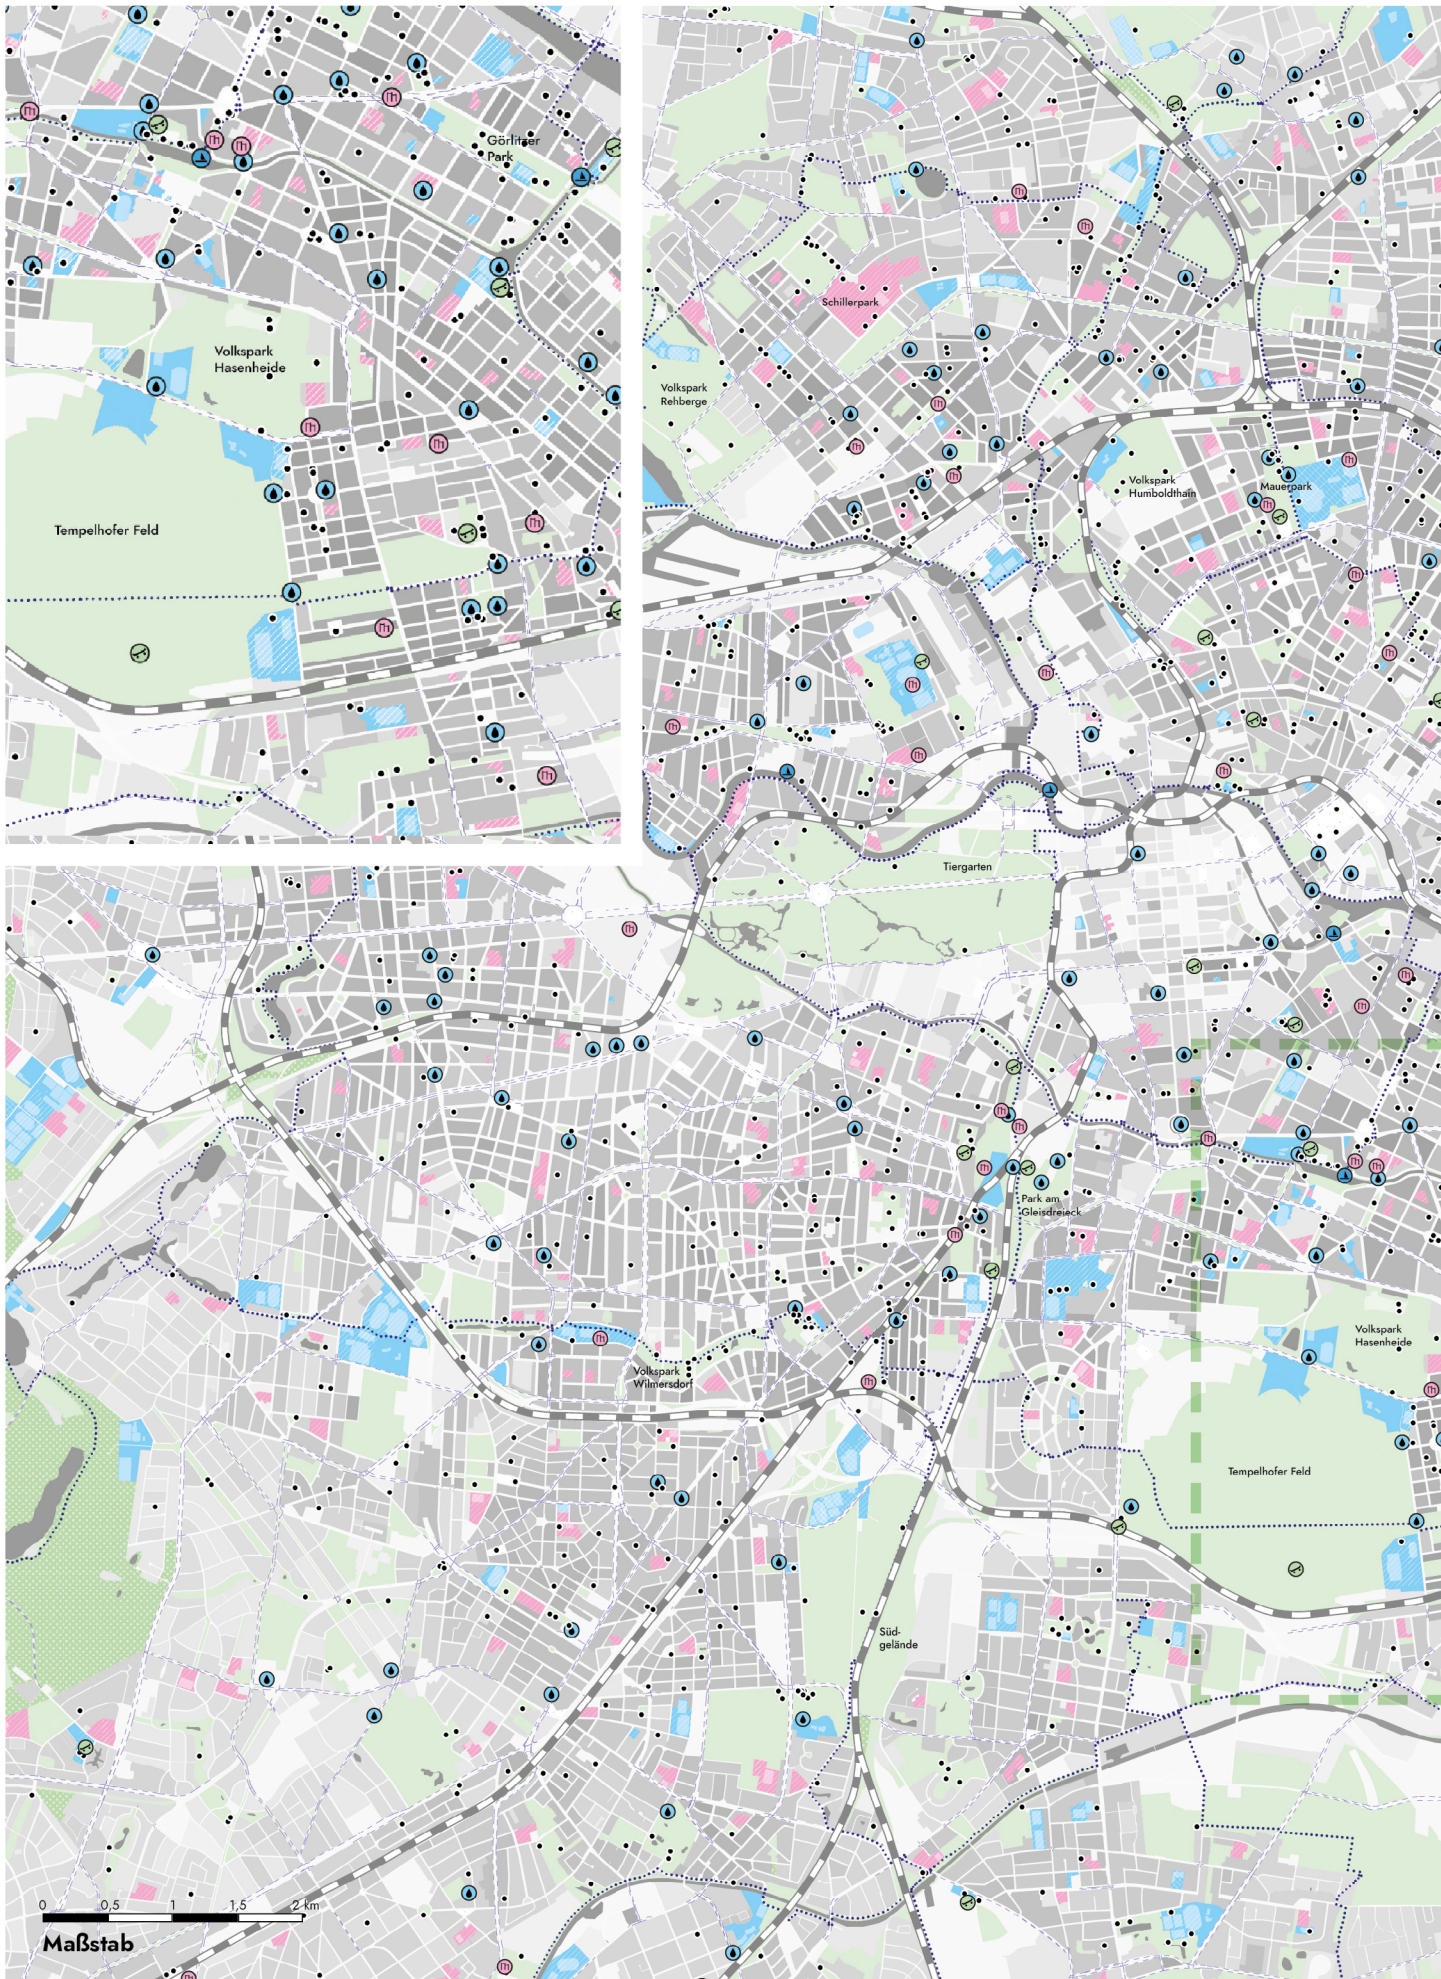 Görlitzer
Park
Volkspark
Hasenheide
Tempelhofer Feld
Schillerpark
Volkspark
Rehberge
Volkspark
Humboldthain
Mauerpark
Tiergarten
Park am
Gleisdreieck
Volkspark
Hasenheide
Volkspark
Wilmersdorf
Tempelhofer Feld
Süd-
gelände
0 0,5 1 1,5 2 km
Maßstab